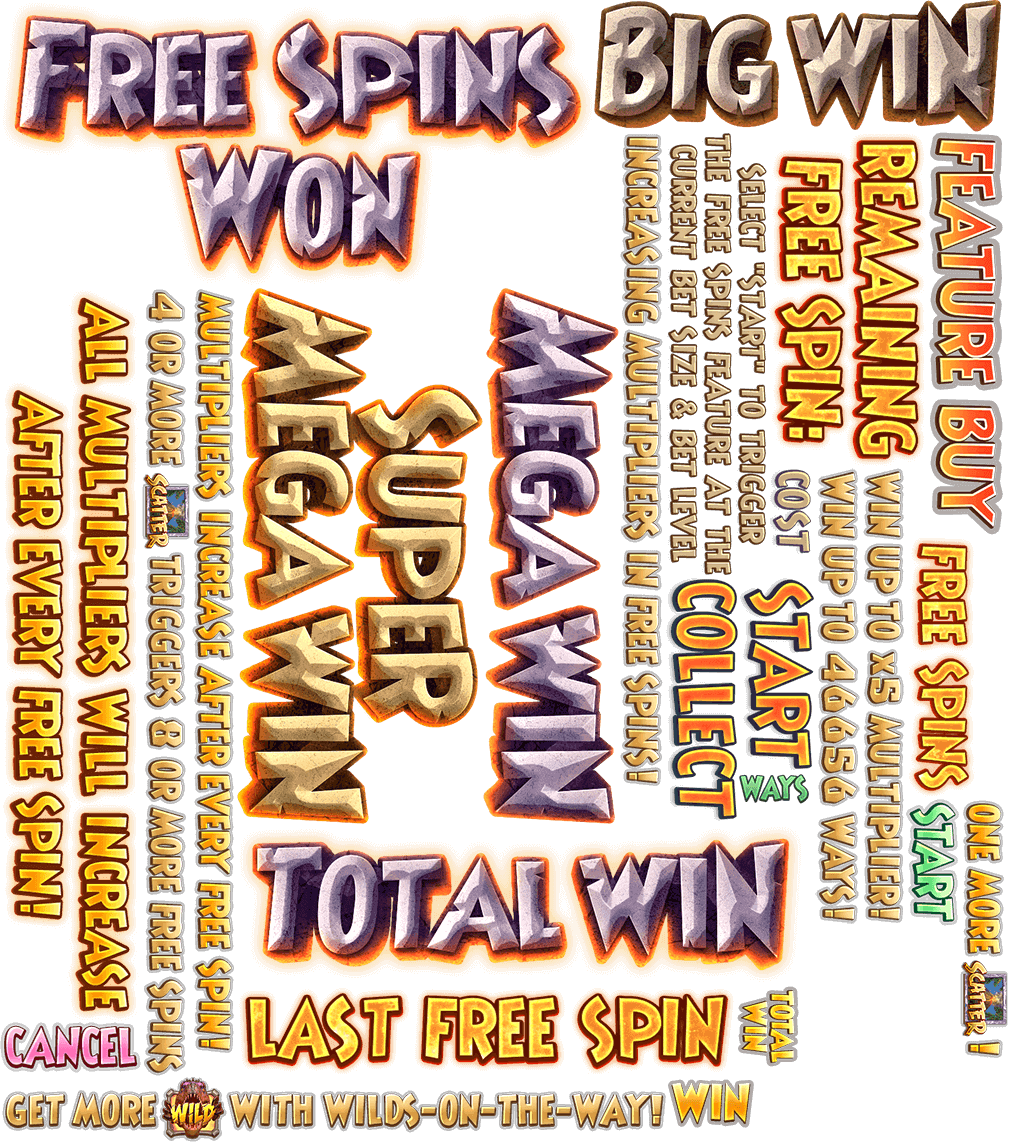 FREE SPINS
WON
BIG WIN
FEATURE BUY
REMAINING
FREE SPIN:
SELECT "START" TO TRIGGER
THE FREE SPINS FEATURE AT THE
CURRENT BET SIZE & BET LEVEL
INCREASING MULTIPLIERS IN FREE SPINS!
MEGA WIN
SUPER
MEGA WIN
MULTIPLIERS INCREASE AFTER EVERY FREE SPIN!
4 OR MORE SCATTER TRIGGERS 8 OR MORE FREE SPINS
ALL MULTIPLIERS WILL INCREASE
AFTER EVERY FREE SPIN!
COST
WIN UP TO x5 MULTIPLIER!
WIN UP TO 46656 WAYS!
START
COLLECT
WAYS
FREE SPINS
START
ONE MORE SCATTER !
TOTAL WIN
LAST FREE SPIN
TOTAL
WIN
CANCEL
GET MORE WILD WITH WILDS-ON-THE-WAY!
WIN